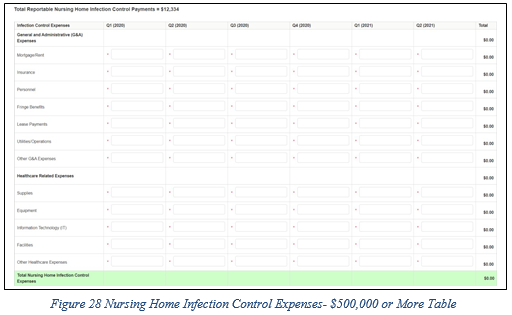 Total Reportable Nursing Home Infection Control Payments = $12,334
Infection Control Expenses Q1 (2020) Q2 (2020) Q3 (2020) Q4 (2020) Q1 (2021) Q2 (2021) Total
General and Administrative (G&A)
Expenses $0.00
Mortgage/Rent * * * * * * $0.00
Insurance * * * * * * $0.00
Personnel * * * * * * $0.00
Fringe Benefits * * * * * * $0.00
Lease Payments * * * * * * $0.00
Utilities/Operations * * * * * * $0.00
Other G&A Expenses * * * * * * $0.00
Healthcare Related Expenses $0.00
Supplies * * * * * * $0.00
Equipment * * * * * * $0.00
Information Technology (IT) * * * * * * $0.00
Facilities * * * * * * $0.00
Other Healthcare Expenses * * * * * * $0.00
Total Nursing Home Infection Control
Expenses $0.00
Figure 28 Nursing Home Infection Control Expenses- $500,000 or More Table